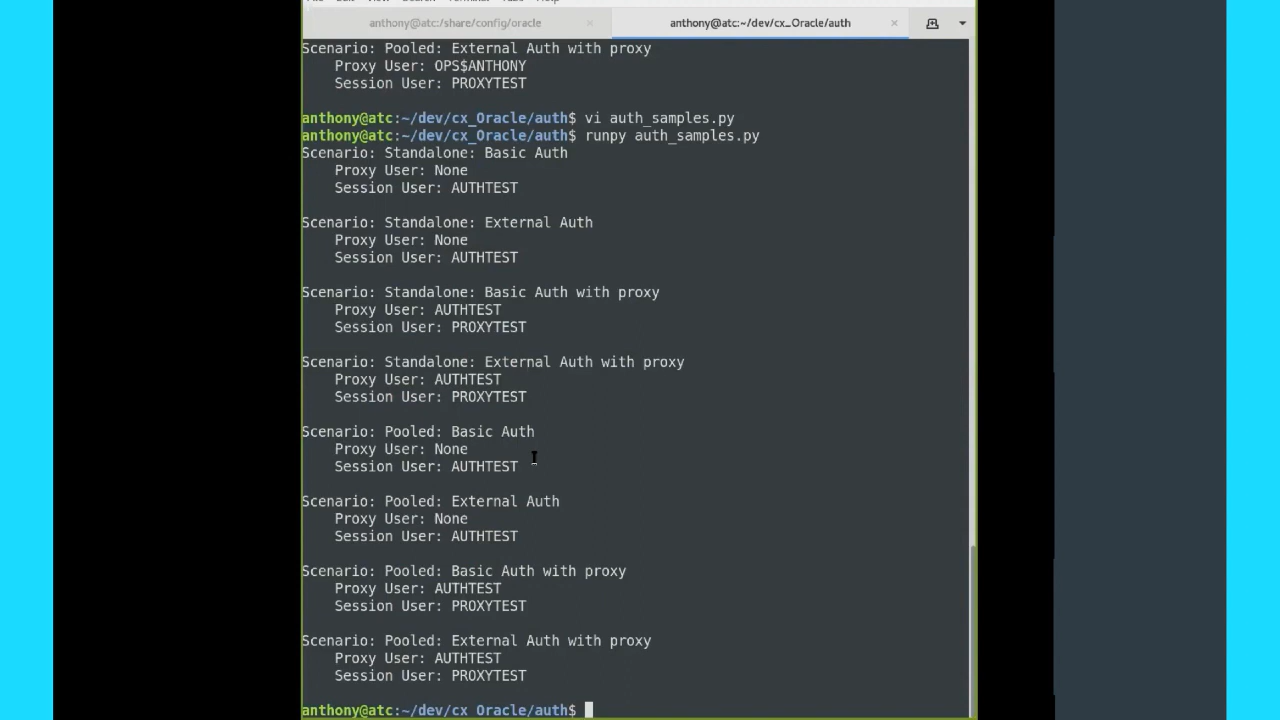 anthony@atc:/share/config/oracle × anthony@atc:~/dev/cx_Oracle/auth ×
Scenario: Pooled: External Auth with proxy
Proxy User: OPS$ANTHONY
Session User: PROXYTEST
anthony@atc:~/dev/cx_Oracle/auth$ vi auth_samples.py
anthony@atc:~/dev/cx_Oracle/auth$ runpy auth_samples.py
Scenario: Standalone: Basic Auth
Proxy User: None
Session User: AUTHTEST
Scenario: Standalone: External Auth
Proxy User: None
Session User: AUTHTEST
Scenario: Standalone: Basic Auth with proxy
Proxy User: AUTHTEST
Session User: PROXYTEST
Scenario: Standalone: External Auth with proxy
Proxy User: AUTHTEST
Session User: PROXYTEST
Scenario: Pooled: Basic Auth
Proxy User: None
Session User: AUTHTEST
Scenario: Pooled: External Auth
Proxy User: None
Session User: AUTHTEST
Scenario: Pooled: Basic Auth with proxy
Proxy User: AUTHTEST
Session User: PROXYTEST
Scenario: Pooled: External Auth with proxy
Proxy User: AUTHTEST
Session User: PROXYTEST
anthony@atc:~/dev/cx_Oracle/auth$